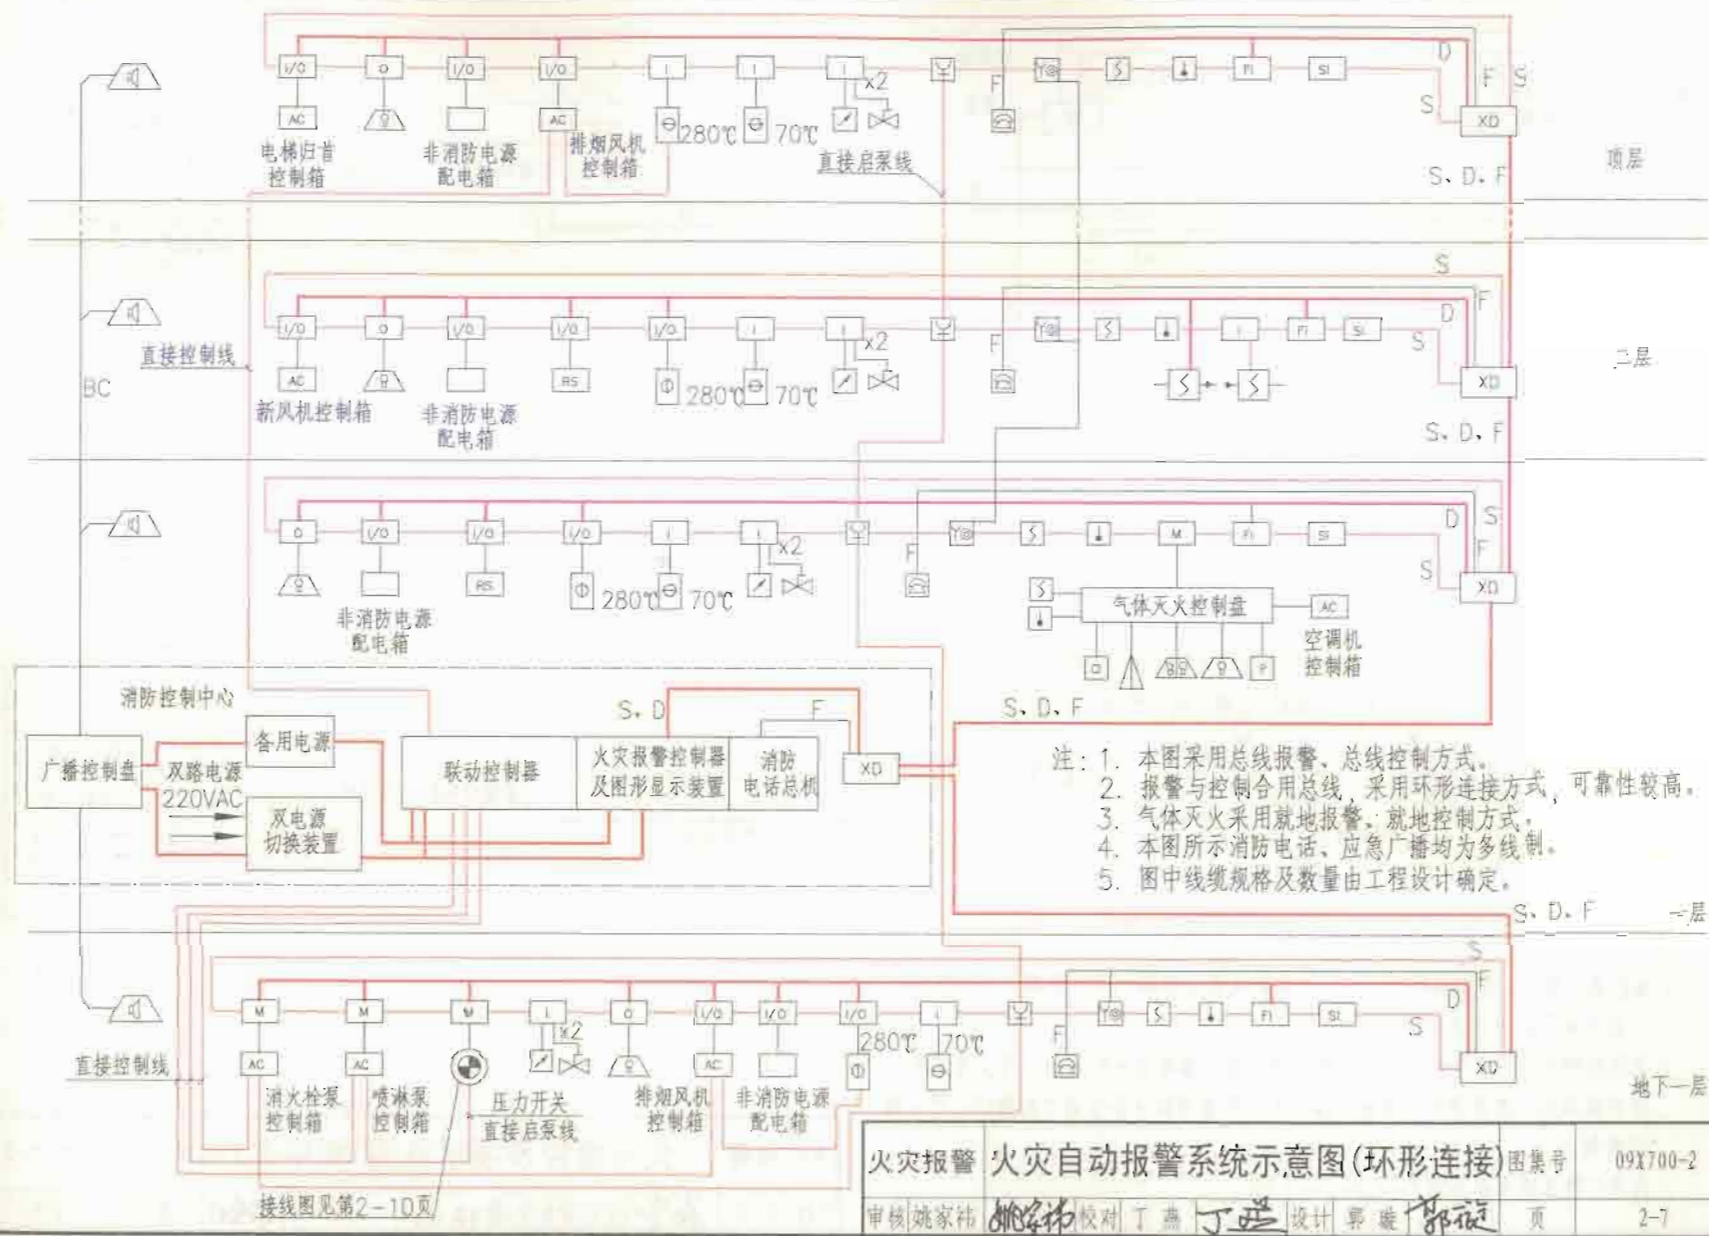 I/O O I/O I/O I I I x2 Y◎ FI SI D F S
AC AC 280℃ 70℃ F S XD
电梯归首 控制箱
非消防电源 配电箱
排烟风机 控制箱
直接启泵线
S、D、F
顶层
S
I/O O I/O I/O I/O I I x2 Y◎ I FI SI D F
直接控制线
BC
AC RS 280℃ 70℃ F S XD
新风机控制箱
非消防电源 配电箱
S、D、F
二层
O I/O I/O I/O I I x2 Y◎ M FI SI D S F
RS 280℃ 70℃ F S XD
非消防电源 配电箱
气体灭火控制盘
AC
空调机 控制箱
P
消防控制中心
S、D F
S、D、F
广播控制盘
备用电源
双路电源
220VAC
双电源 切换装置
联动控制器
火灾报警控制器 及图形显示装置
消防 电话总机
XD
注: 1. 本图采用总线报警、总线控制方式。
2. 报警与控制合用总线,采用环形连接方式,可靠性较高。
3. 气体灭火采用就地报警、就地控制方式。
4. 本图所示消防电话、应急广播均为多线制。
5. 图中线缆规格及数量由工程设计确定。
S、D、F
一层
S
M M M I O I/O I/O I/O I Y◎ FI SI D F
x2 280℃ 70℃ F S
直接控制线
AC AC AC XD
消火栓泵 控制箱
喷淋泵 控制箱
压力开关
直接启泵线
排烟风机 控制箱
非消防电源 配电箱
地下一层
接线图见第2-10页
火灾报警 火灾自动报警系统示意图(环形连接) 图集号 09X700-2
审核 姚家祎 校对 丁燕 丁燕 设计 郭璇 郭璇 页 2-7